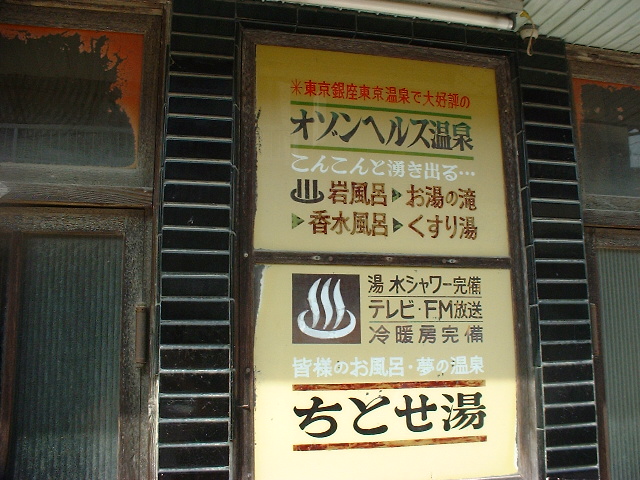 ※東京銀座東京温泉で大好評の
オゾンヘルス温泉
こんこんと湧き出る…
♨岩風呂▶お湯の滝
▶香水風呂▶くすり湯
湯水シャワー完備
テレビ・FM放送
冷暖房完備
皆様のお風呂・夢の温泉
ちとせ湯